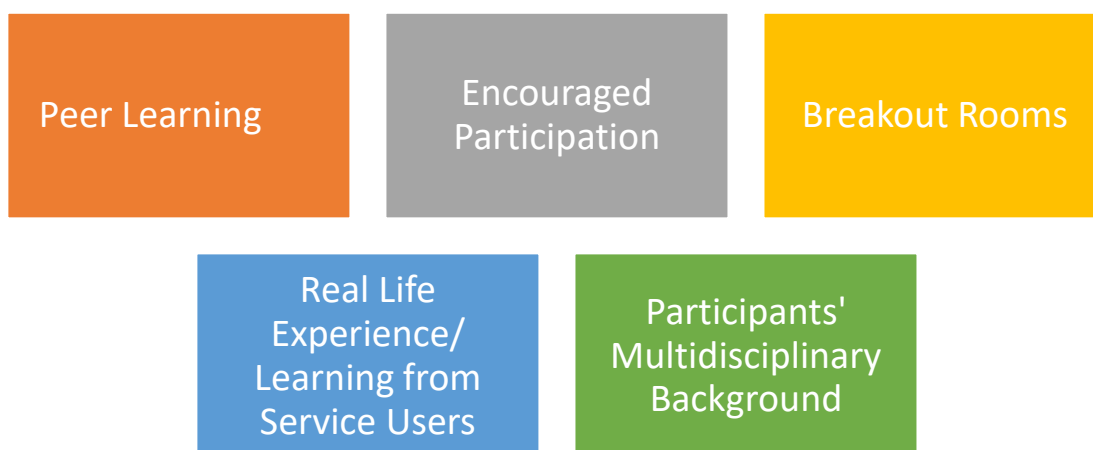 Peer Learning
Encouraged
Participation
Breakout Rooms
Real Life
Experience/
Learning from
Service Users
Participants'
Multidisciplinary
Background